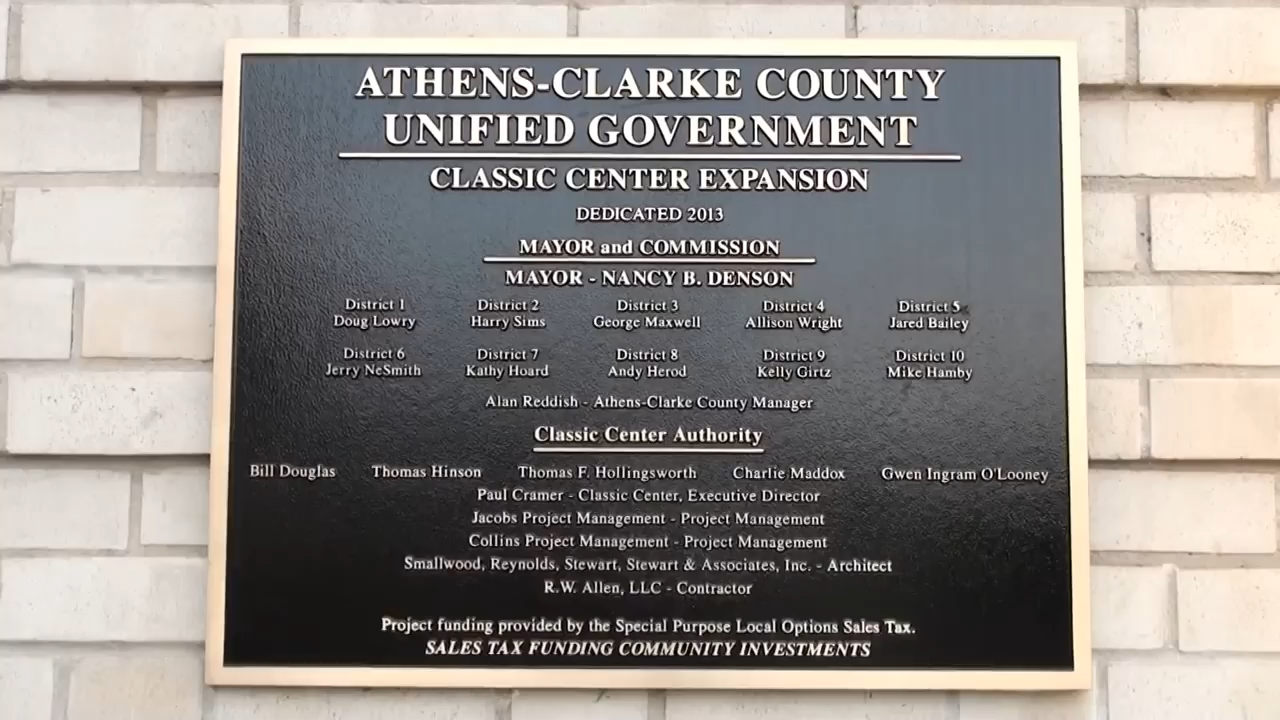 ATHENS-CLARKE COUNTY
UNIFIED GOVERNMENT
CLASSIC CENTER EXPANSION
DEDICATED 2013
MAYOR and COMMISSION
MAYOR - NANCY B. DENSON
District 1 District 2 District 3 District 4 District 5
Doug Lowry Harry Sims George Maxwell Allison Wright Jared Bailey
District 6 District 7 District 8 District 9 District 10
Jerry NeSmith Kathy Hoard Andy Herod Kelly Girtz Mike Hamby
Alan Reddish - Athens-Clarke County Manager
Classic Center Authority
Bill Douglas Thomas Hinson Thomas F. Hollingsworth Charlie Maddox Gwen Ingram O'Looney
Paul Cramer - Classic Center, Executive Director
Jacobs Project Management - Project Management
Collins Project Management - Project Management
Smallwood, Reynolds, Stewart, Stewart & Associates, Inc. - Architect
R.W. Allen, LLC - Contractor
Project funding provided by the Special Purpose Local Options Sales Tax.
SALES TAX FUNDING COMMUNITY INVESTMENTS